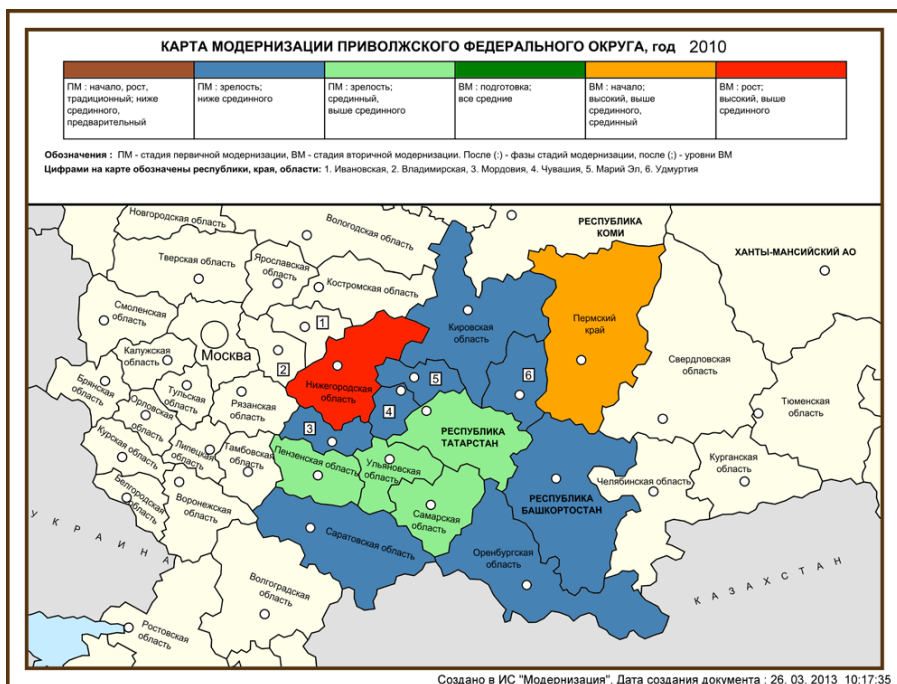 КАРТА МОДЕРНИЗАЦИИ ПРИВОЛЖСКОГО ФЕДЕРАЛЬНОГО ОКРУГА, год 2010
ПМ : начало, рост,
традиционный; ниже
срединного,
предварительный
ПМ : зрелость;
ниже срединного
ПМ : зрелость;
срединный,
выше срединного
ВМ : подготовка;
все средние
ВМ : начало;
высокий, выше
срединного,
срединный
ВМ : рост;
высокий, выше
срединного
Обозначения : ПМ - стадия первичной модернизации, ВМ - стадия вторичной модернизации. После (:) - фазы стадий модернизации, после (;) - уровни ВМ
Цифрами на карте обозначены республики, края, области: 1. Ивановская, 2. Владимирская, 3. Мордовия, 4. Чувашия, 5. Марий Эл, 6. Удмуртия
Новгородская область
Вологодская область
РЕСПУБЛИКА
КОМИ
ХАНТЫ-МАНСИЙСКИЙ АО
Тверская область
Ярославская
область
Костромская область
Смоленская
область
1
Кировская
область
Пермский
край
Калужская
область
Москва
2
Свердловская
область
Брянская
область
Тульская
область
Рязанская
область
Нижегородская
область
5
6
Тюменская
область
Орловская
область
4
Курская
область
Липецкая
область
Тамбовская
область
3
РЕСПУБЛИКА
ТАТАРСТАН
Пензенская область
Ульяновская
область
Курганская
область
Белгородская
область
Воронежская
область
Челябинская область
РЕСПУБЛИКА
БАШКОРТОСТАН
Самарская
область
Саратовская область
Оренбургская
область
УКРАИНА
КАЗАХСТАН
Волгоградская
область
Ростовская
область
Создано в ИС "Модернизация". Дата создания документа : 26. 03. 2013 10:17:35